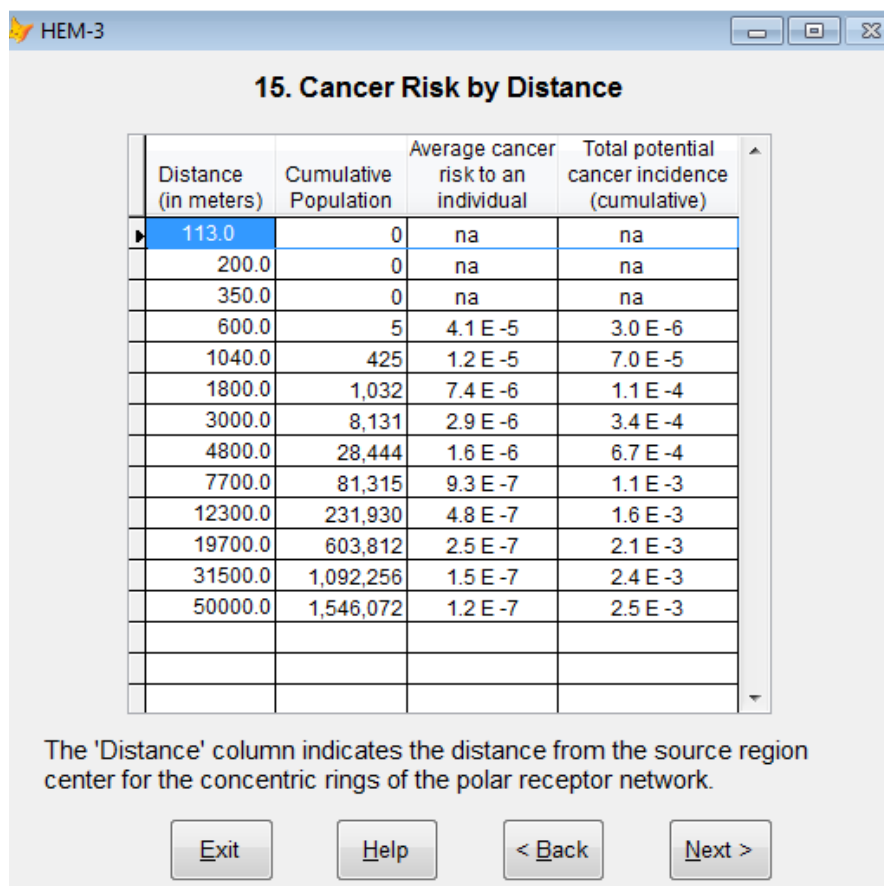 HEM-3
15. Cancer Risk by Distance
Distance (in meters) Cumulative Population Average cancer risk to an individual Total potential cancer incidence (cumulative)
113.0 0 na na
200.0 0 na na
350.0 0 na na
600.0 5 4.1 E -5 3.0 E -6
1040.0 425 1.2 E -5 7.0 E -5
1800.0 1,032 7.4 E -6 1.1 E -4
3000.0 8,131 2.9 E -6 3.4 E -4
4800.0 28,444 1.6 E -6 6.7 E -4
7700.0 81,315 9.3 E -7 1.1 E -3
12300.0 231,930 4.8 E -7 1.6 E -3
19700.0 603,812 2.5 E -7 2.1 E -3
31500.0 1,092,256 1.5 E -7 2.4 E -3
50000.0 1,546,072 1.2 E -7 2.5 E -3
The 'Distance' column indicates the distance from the source region
center for the concentric rings of the polar receptor network.
Exit Help < Back Next >